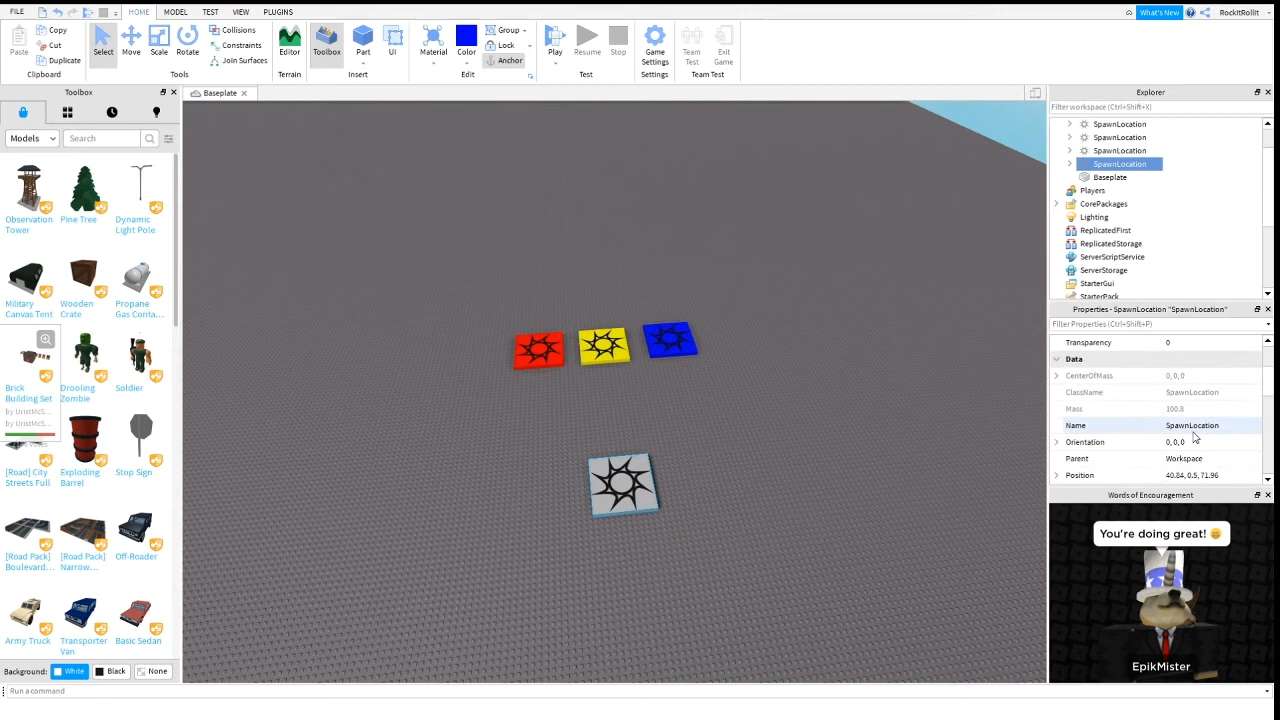 FILE HOME MODEL TEST VIEW PLUGINS What's New RockitRollit
Paste Copy Cut Duplicate Clipboard
Select Move Scale Rotate Collisions Constraints Join Surfaces Tools
Editor Terrain
Toolbox Part UI Insert
Material Color Group Lock Anchor Edit
Play Resume Stop Test
Game Settings Settings
Team Test Exit Game Team Test
Toolbox
Models Search
Observation Tower
Pine Tree
Dynamic Light Pole
Military Canvas Tent
Wooden Crate
Propane Gas Conta...
Brick Building Set
by UristMcS...
by UristMcS...
Drooling Zombie
Soldier
[Road] City Streets Full
Exploding Barrel
Stop Sign
[Road Pack] Boulevard...
[Road Pack] Narrow...
Off-Roader
Army Truck
Transporter Van
Basic Sedan
Background: White Black None
Run a command
Baseplate
Explorer
Filter workspace (Ctrl+Shift+X)
SpawnLocation
SpawnLocation
SpawnLocation
SpawnLocation
Baseplate
Players
CorePackages
Lighting
ReplicatedFirst
ReplicatedStorage
ServerScriptService
ServerStorage
StarterGui
StarterPack
Properties - SpawnLocation "SpawnLocation"
Filter Properties (Ctrl+Shift+P)
Transparency 0
Data
CenterOfMass 0, 0, 0
ClassName SpawnLocation
Mass 100.8
Name SpawnLocation
Orientation 0, 0, 0
Parent Workspace
Position 40.84, 0.5, 71.96
Words of Encouragement
You're doing great! 😄
EpikMister